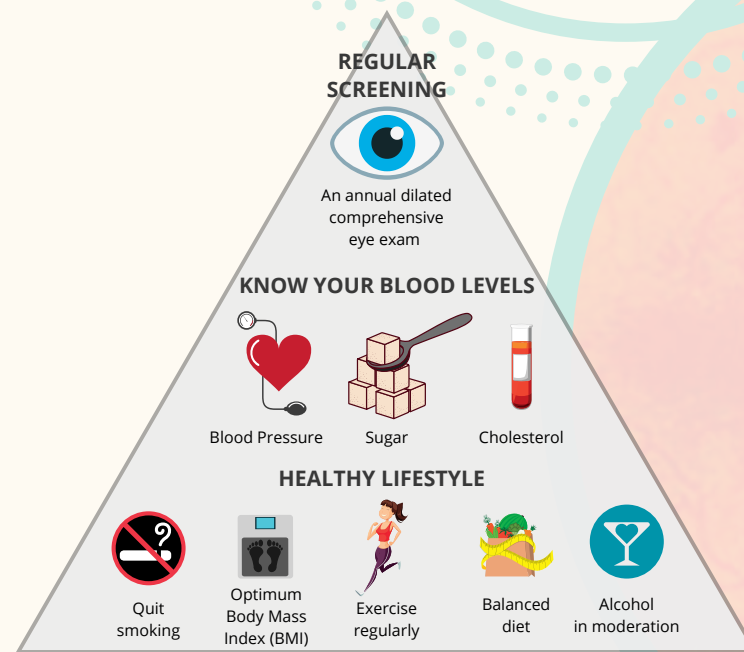 REGULAR
SCREENING
An annual dilated
comprehensive
eye exam
KNOW YOUR BLOOD LEVELS
Blood Pressure
Sugar
Cholesterol
HEALTHY LIFESTYLE
Quit
smoking
Optimum
Body Mass
Index (BMI)
Exercise
regularly
Balanced
diet
Alcohol
in moderation